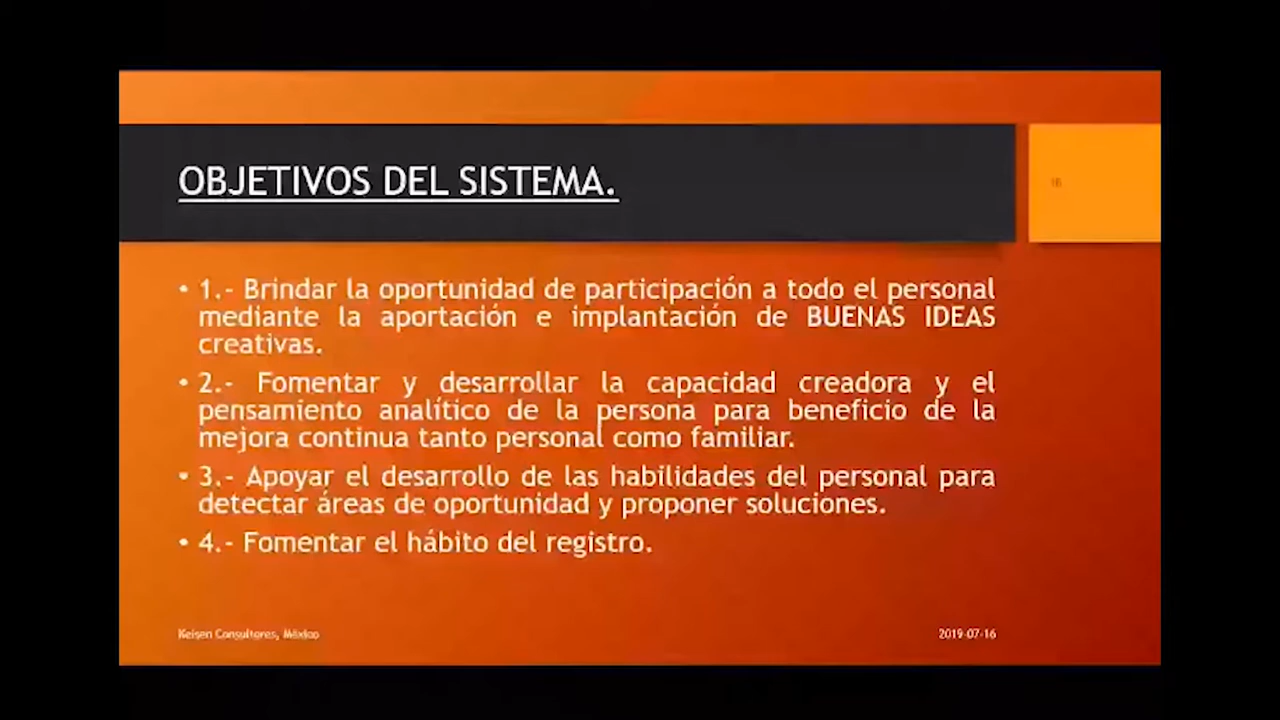 OBJETIVOS DEL SISTEMA.
• 1.- Brindar la oportunidad de participación a todo el personal
mediante la aportación e implantación de BUENAS IDEAS
creativas.
• 2.- Fomentar y desarrollar la capacidad creadora y el
pensamiento analítico de la persona para beneficio de la
mejora continua tanto personal como familiar.
• 3.- Apoyar el desarrollo de las habilidades del personal para
detectar áreas de oportunidad y proponer soluciones.
• 4.- Fomentar el hábito del registro.
Keisen Consultores, México
2019-07-16